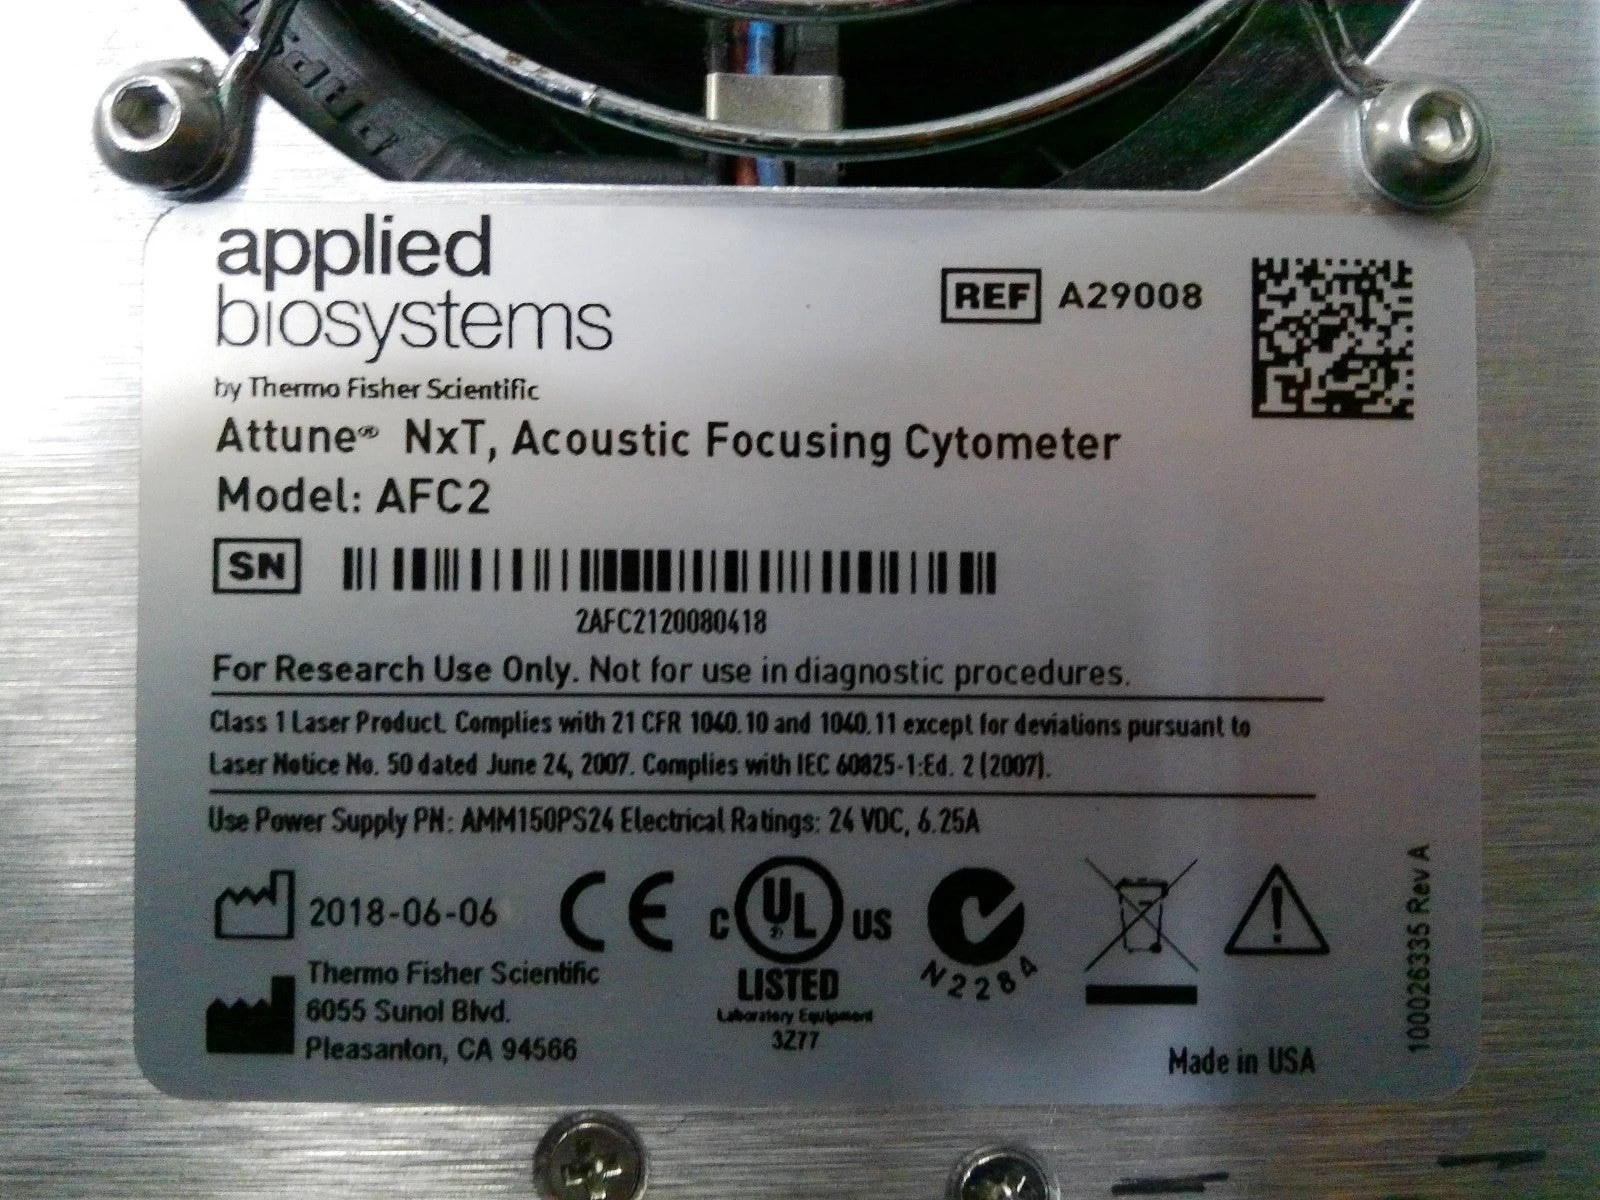 applied
biosystems
by Thermo Fisher Scientific
REF A29008
Attune® NxT, Acoustic Focusing Cytometer
Model: AFC2
SN
2AFC2120080418
For Research Use Only. Not for use in diagnostic procedures.
Class 1 Laser Product. Complies with 21 CFR 1040.10 and 1040.11 except for deviations pursuant to
Laser Notice No. 50 dated June 24, 2007. Complies with IEC 60825-1:Ed. 2 (2007).
Use Power Supply PN: AMM150PS24 Electrical Ratings: 24 VDC, 6.25A
2018-06-06
CE
C UL ® US
LISTED
Laboratory Equipment
3Z77
N2284
Thermo Fisher Scientific
6055 Sunol Blvd.
Pleasanton, CA 94566
Made in USA
100026335 Rev A